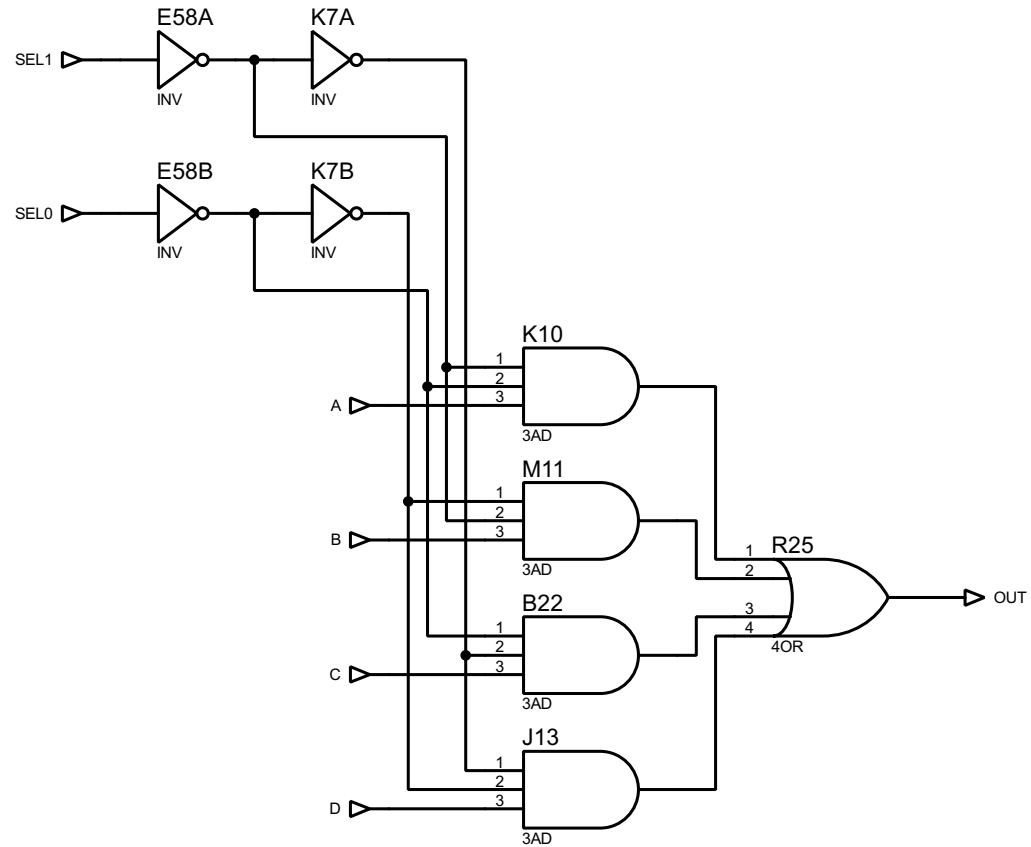 E58A
K7A
SEL1
INV
INV
E58B
K7B
SEL0
INV
INV
K10
1
2
3
A
3AD
M11
1
2
3
B
3AD
R25
1
2
3
4
4OR
OUT
B22
1
2
3
C
3AD
J13
1
2
3
D
3AD